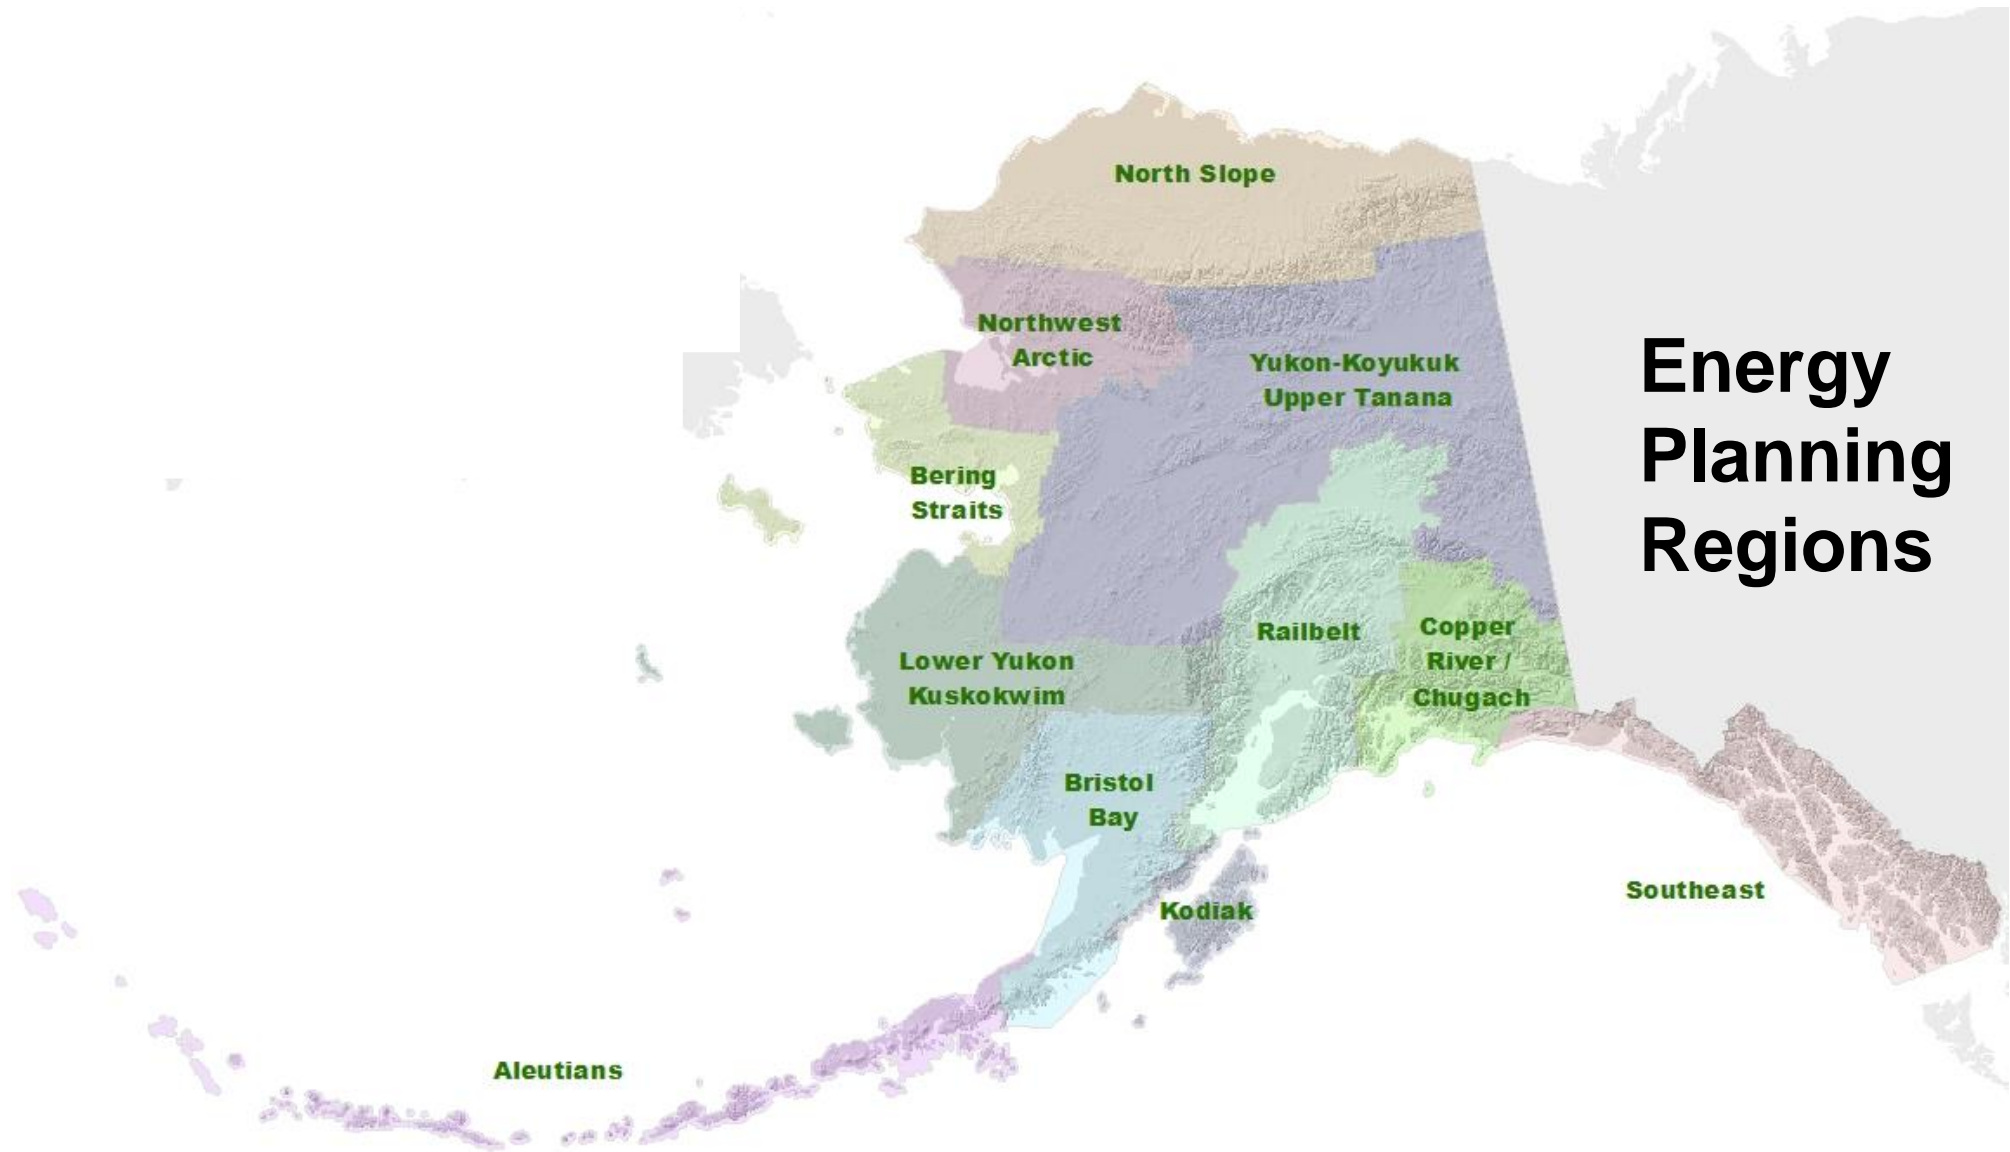 North Slope
Northwest
Arctic
Yukon-Koyukuk
Upper Tanana
Energy
Planning
Regions
Bering
Straits
Railbelt
Copper
River /
Chugach
Lower Yukon
Kuskokwim
Bristol
Bay
Kodiak
Southeast
Aleutians